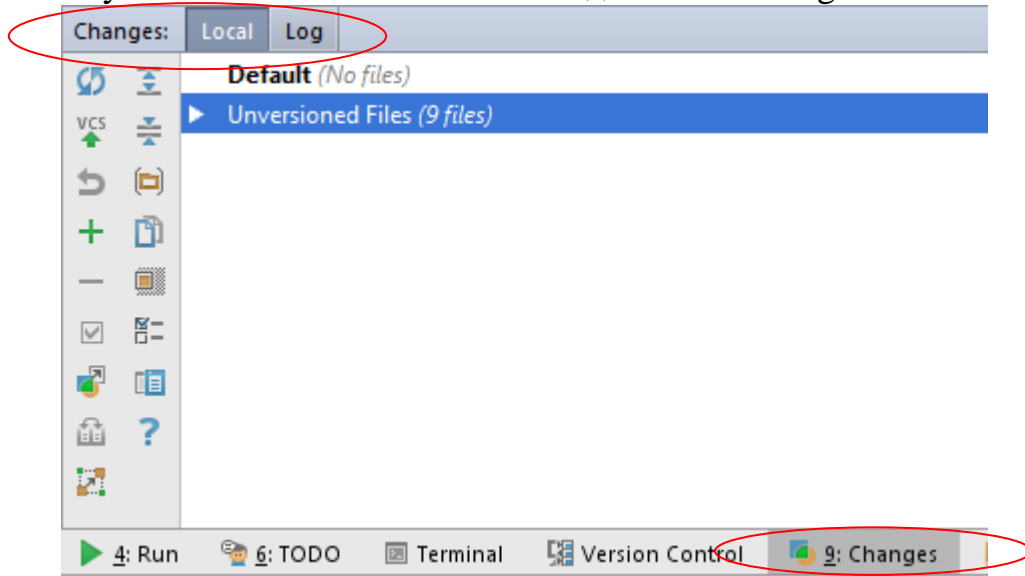 Changes: Local Log
Default (No files)
Unversioned Files (9 files)
VCS
4: Run 6: TODO Terminal Version Control 9: Changes